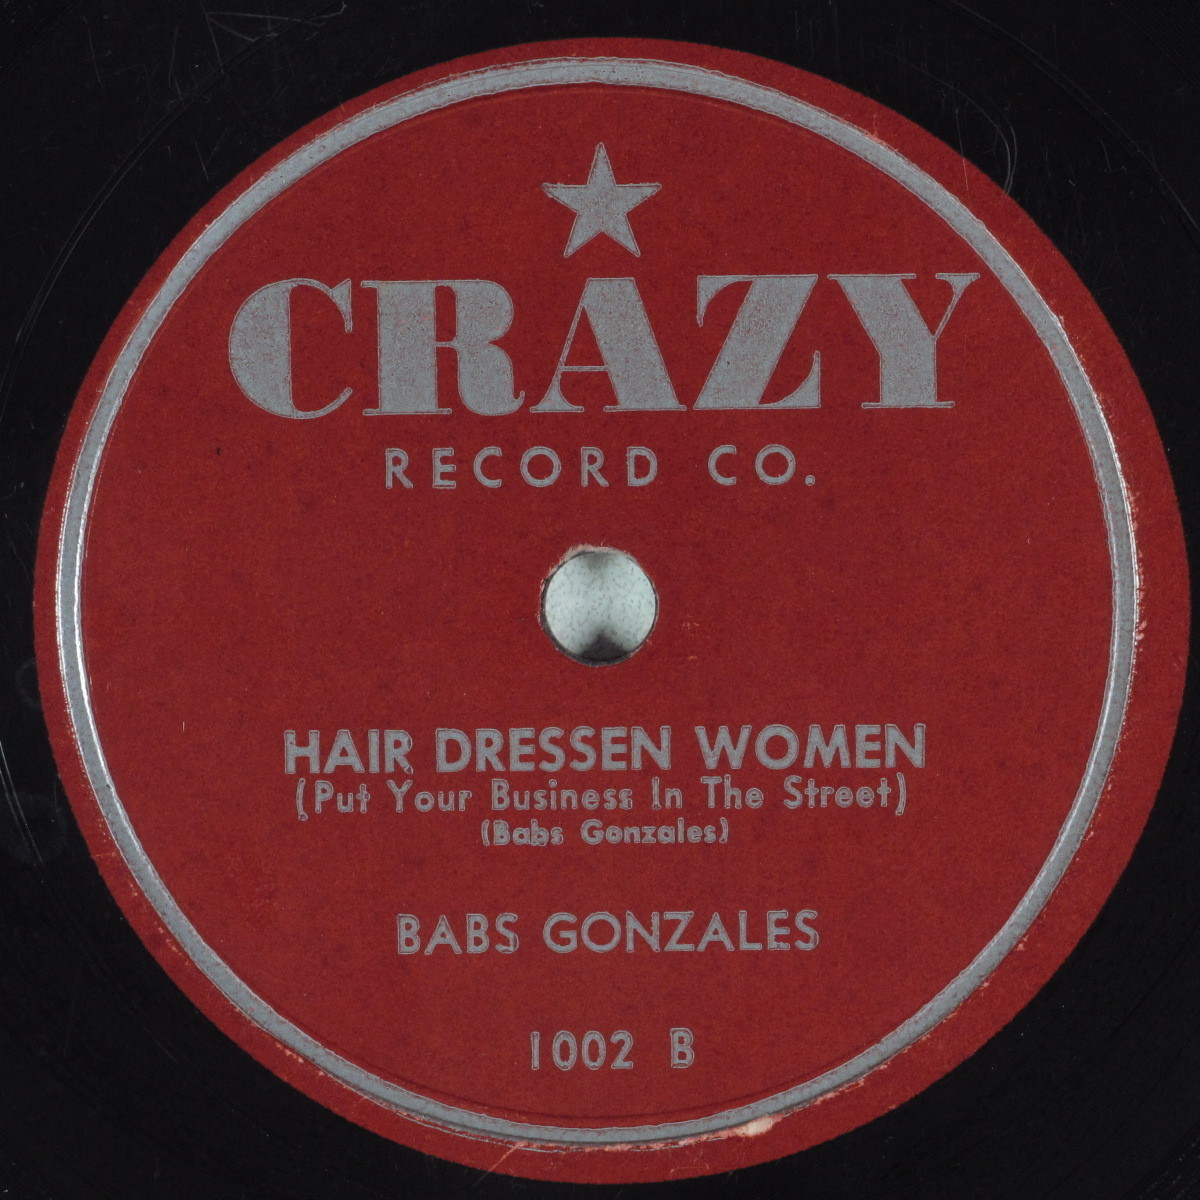 CRAZY
RECORD CO.
HAIR DRESSEN WOMEN
(Put Your Business In The Street)
(Babs Gonzales)
BABS GONZALES
1002 B